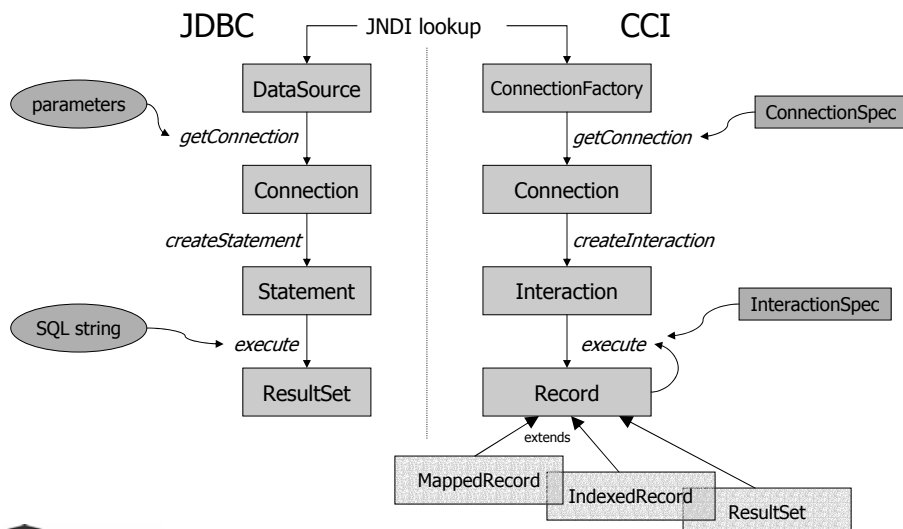 JDBC
JNDI lookup
CCI
DataSource
ConnectionFactory
parameters
ConnectionSpec
getConnection
getConnection
Connection
Connection
createStatement
createInteraction
Statement
Interaction
InteractionSpec
SQL string
execute
execute
ResultSet
Record
extends
MappedRecord
IndexedRecord
ResultSet